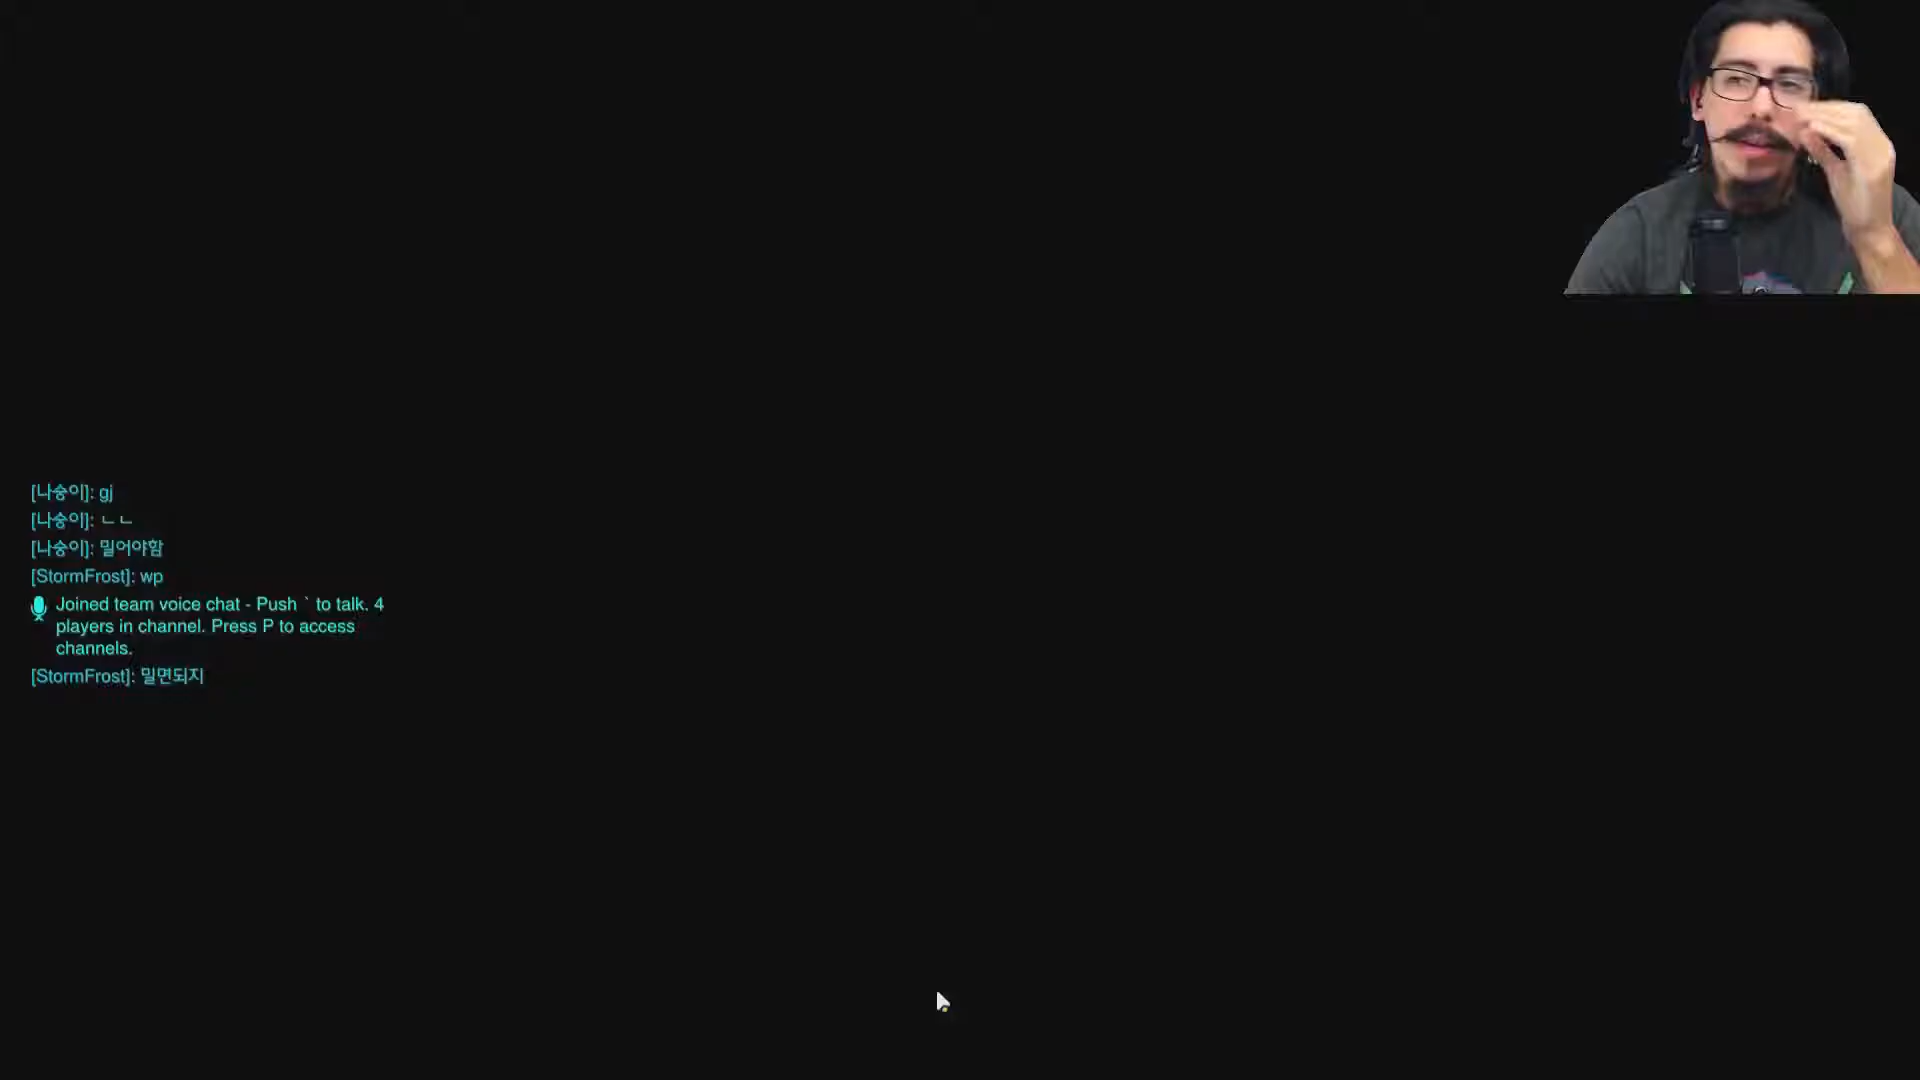 [나숭이]: gj
[나숭이]: ㄴㄴ
[나숭이]: 밀어야함
[StormFrost]: wp
Joined team voice chat - Push ` to talk. 4
players in channel. Press P to access
channels.
[StormFrost]: 밀면되지